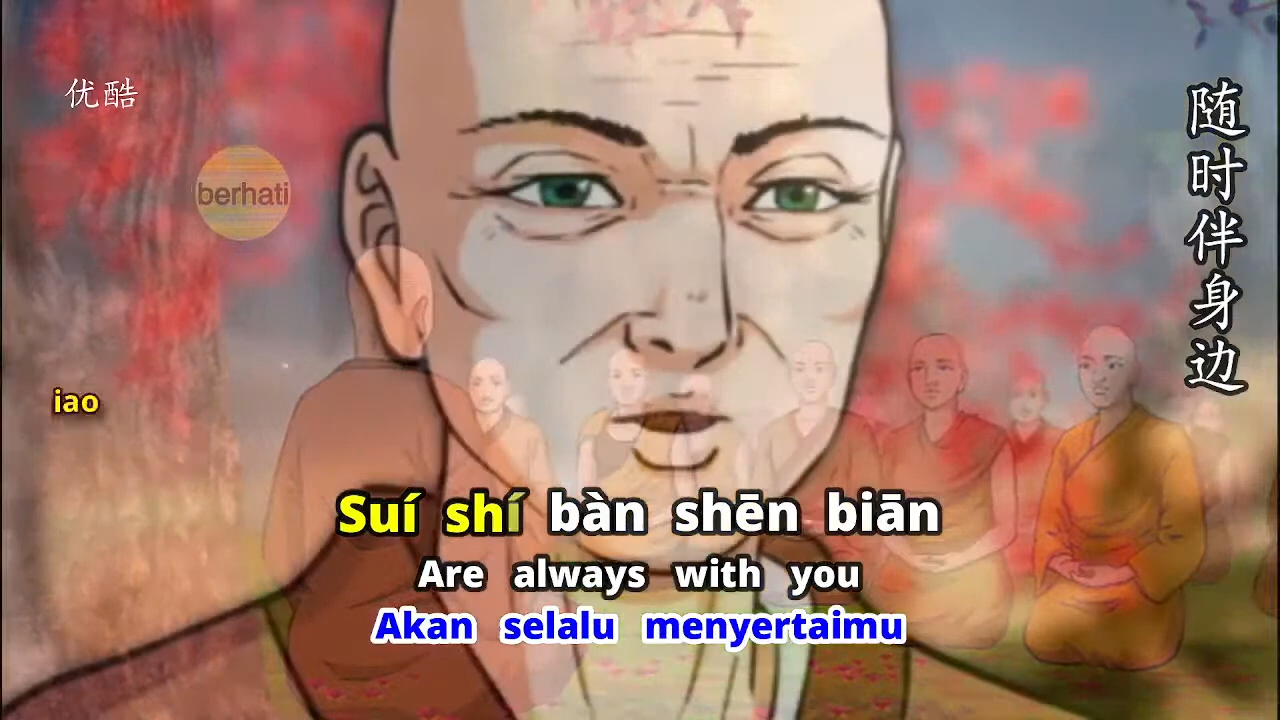 优酷
berhati
随时伴身边
iao
Suí shí bàn shēn biān
Are always with you
Akan selalu menyertaimu